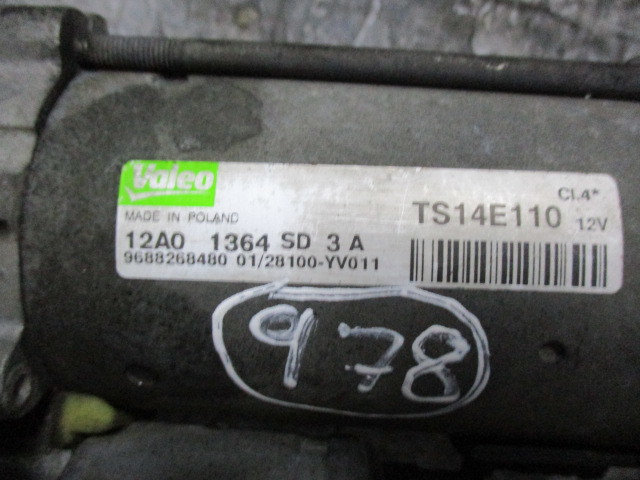 Valeo
MADE IN POLAND
Cl.4*
TS14E110 12V
12A0 1364 SD 3 A
9688268480 01/28100-YV011
978